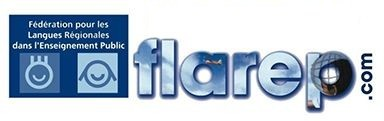 Fédération pour les
Langues Régionales
dans l'Enseignement Public
flarep
.com